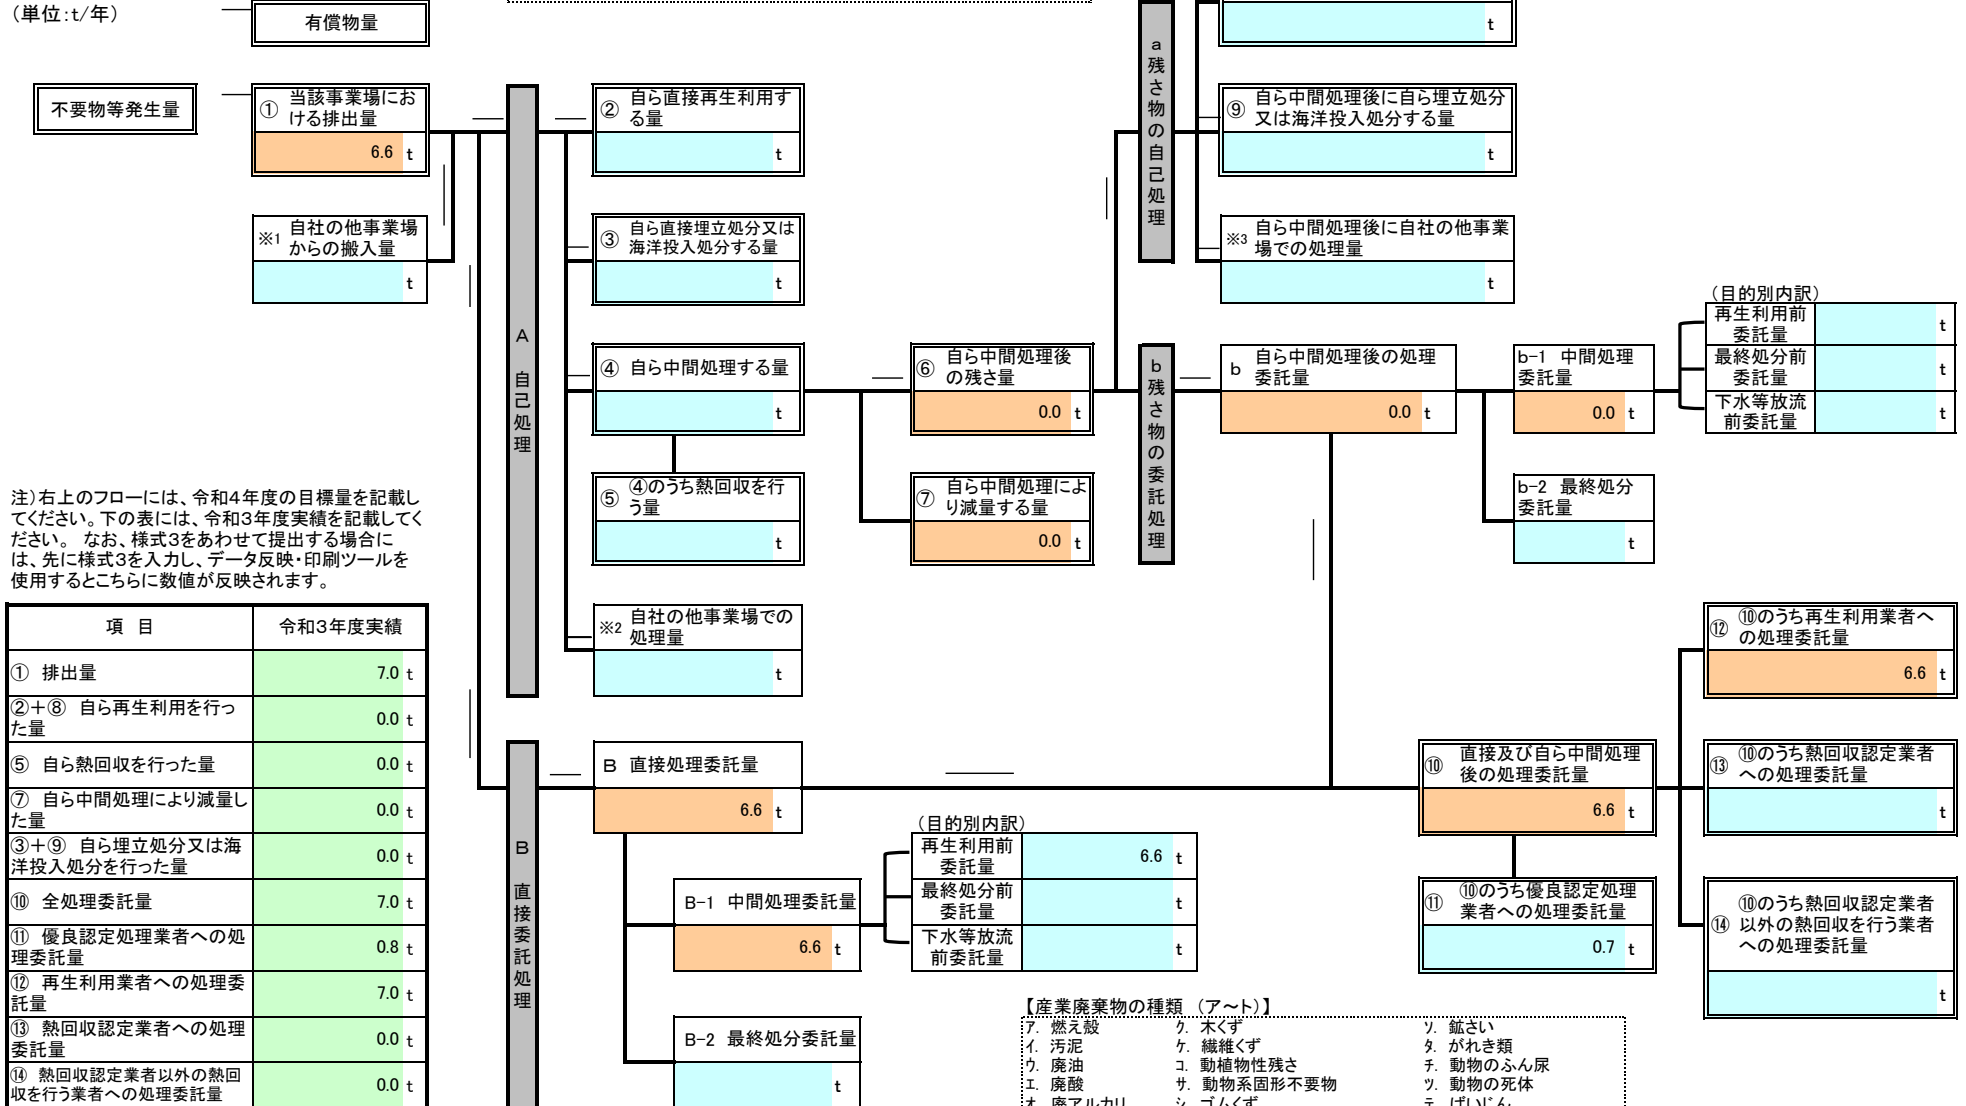 （単位：t/年）
有償物量
t
不要物等発生量
① 当該事業場にお
ける排出量
6.6 t
※1 自社の他事業場
からの搬入量
t
A 自己処理
② 自ら直接再生利用す
る量
t
③ 自ら直接埋立処分又は
海洋投入処分する量
t
④ 自ら中間処理する量
t
⑤ ④のうち熱回収を行
う量
t
※2 自社の他事業場での
処理量
t
⑥ 自ら中間処理後
の残さ量
0.0 t
⑦ 自ら中間処理によ
り減量する量
0.0 t
a残さ物の自己処理
⑨ 自ら中間処理後に自ら埋立処分
又は海洋投入処分する量
t
※3 自ら中間処理後に自社の他事業
場での処理量
t
b残さ物の委託処理
b 自ら中間処理後の処理
委託量
0.0 t
b-1 中間処理
委託量
0.0 t
（目的別内訳）
再生利用前
委託量
t
最終処分前
委託量
t
下水等放流
前委託量
t
b-2 最終処分
委託量
t
注）右上のフローには、令和4年度の目標量を記載し
てください。下の表には、令和3年度実績を記載してく
ださい。 なお、様式3をあわせて提出する場合に
は、先に様式3を入力し、データ反映・印刷ツールを
使用するとこちらに数値が反映されます。
項 目 令和3年度実績
① 排出量 7.0 t
②＋⑧ 自ら再生利用を行っ
た量 0.0 t
⑤ 自ら熱回収を行った量 0.0 t
⑦ 自ら中間処理により減量し
た量 0.0 t
③＋⑨ 自ら埋立処分又は海
洋投入処分を行った量 0.0 t
⑩ 全処理委託量 7.0 t
⑪ 優良認定処理業者への処
理委託量 0.8 t
⑫ 再生利用業者への処理委
託量 7.0 t
⑬ 熱回収認定業者への処理
委託量 0.0 t
⑭ 熱回収認定業者以外の熱回
収を行う業者への処理委託量 0.0 t
B 直接委託処理
B 直接処理委託量
6.6 t
B-1 中間処理委託量
6.6 t
（目的別内訳）
再生利用前
委託量
6.6 t
最終処分前
委託量
t
下水等放流
前委託量
t
B-2 最終処分委託量
t
⑩ 直接及び自ら中間処理
後の処理委託量
6.6 t
⑪ ⑩のうち優良認定処理
業者への処理委託量
0.7 t
⑫ ⑩のうち再生利用業者へ
の処理委託量
6.6 t
⑬ ⑩のうち熱回収認定業者
への処理委託量
t
⑭ ⑩のうち熱回収認定業者
以外の熱回収を行う業者
への処理委託量
t
【産業廃棄物の種類 （ア～ト）】
ア. 燃え殻 ク. 木くず ソ. 鉱さい
イ. 汚泥 ケ. 繊維くず タ. がれき類
ウ. 廃油 コ. 動植物性残さ チ. 動物のふん尿
エ. 廃酸 サ. 動物系固形不要物 ツ. 動物の死体
オ. 廃アルカリ シ. ゴムくず テ. ばいじん